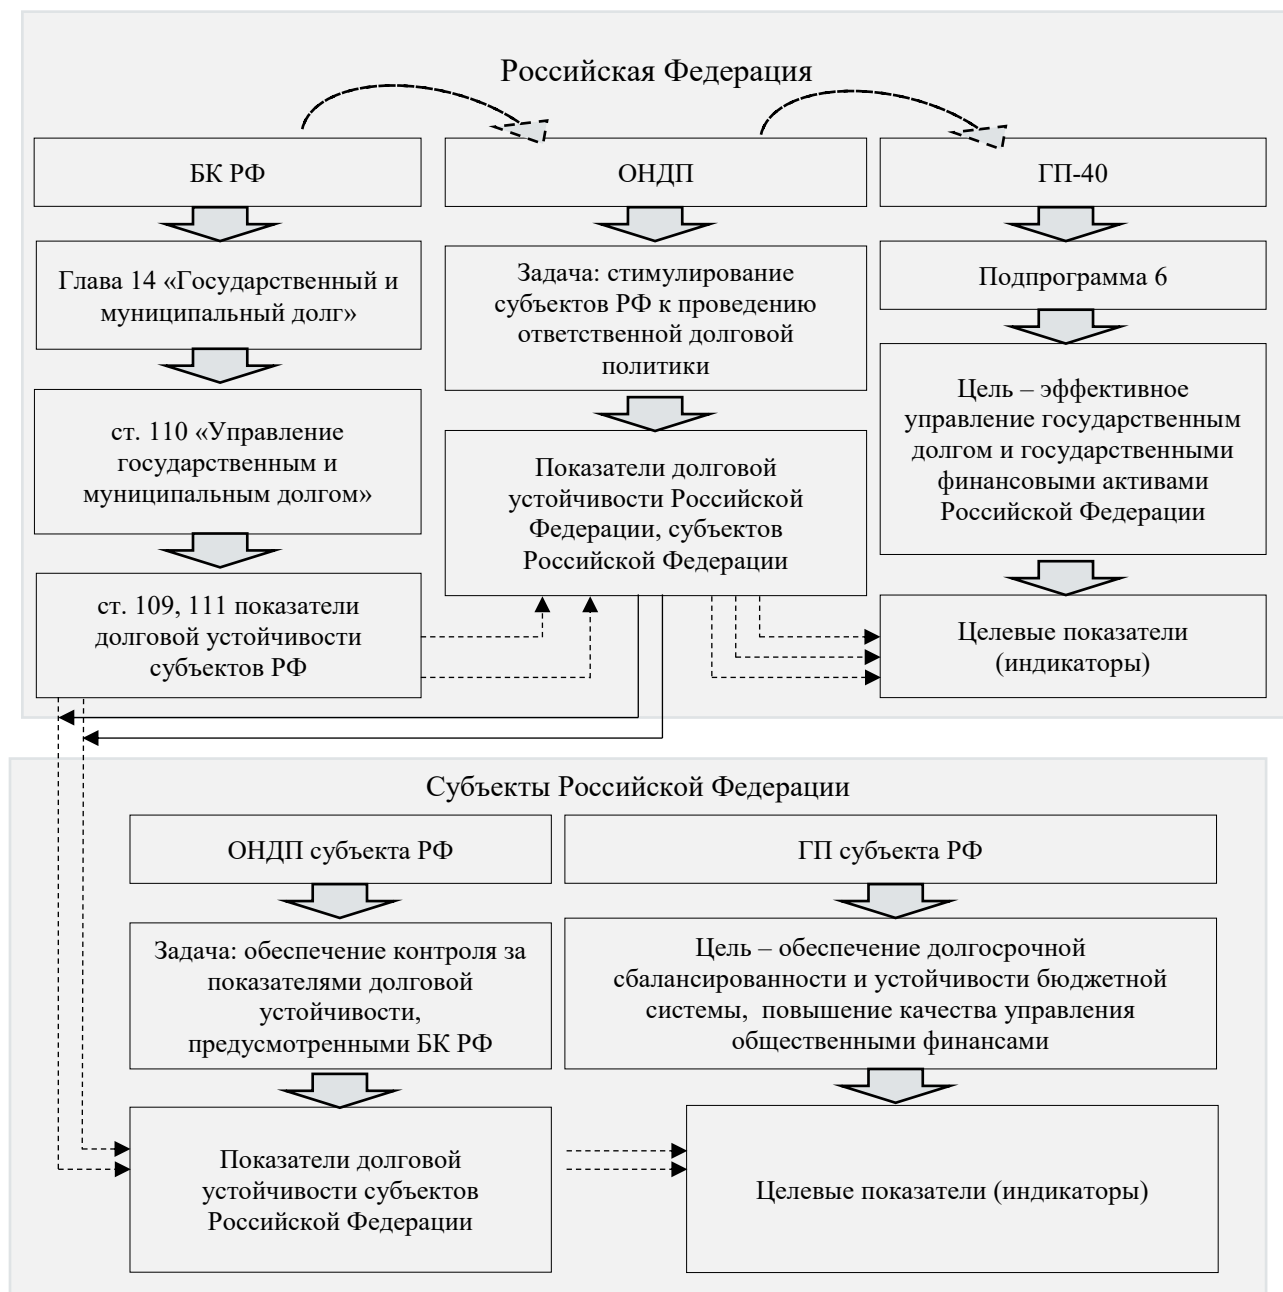 Российская Федерация
БК РФ
ОНДП
ГП-40
Глава 14 «Государственный и
муниципальный долг»
Задача: стимулирование
субъектов РФ к проведению
ответственной долговой
политики
Подпрограмма 6
ст. 110 «Управление
государственным и
муниципальным долгом»
Показатели долговой
устойчивости Российской
Федерации, субъектов
Российской Федерации
Цель – эффективное
управление государственным
долгом и государственными
финансовыми активами
Российской Федерации
ст. 109, 111 показатели
долговой устойчивости
субъектов РФ
Целевые показатели
(индикаторы)
Субъекты Российской Федерации
ОНДП субъекта РФ
ГП субъекта РФ
Задача: обеспечение контроля за
показателями долговой
устойчивости,
предусмотренными БК РФ
Цель – обеспечение долгосрочной
сбалансированности и устойчивости бюджетной
системы, повышение качества управления
общественными финансами
Показатели долговой
устойчивости субъектов
Российской Федерации
Целевые показатели (индикаторы)